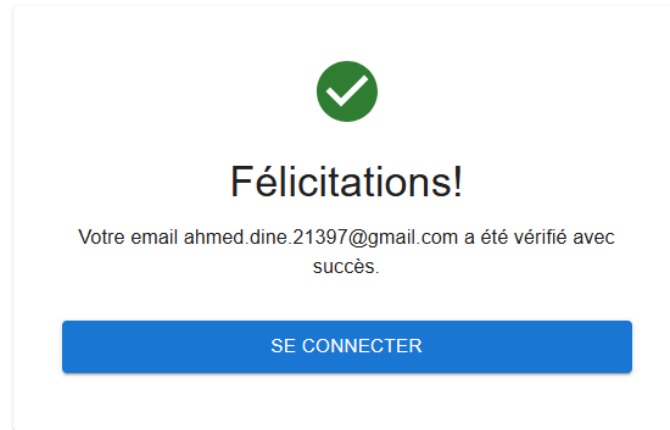 Félicitations!
Votre email ahmed.dine.21397@gmail.com a été vérifié avec
succès.
SE CONNECTER